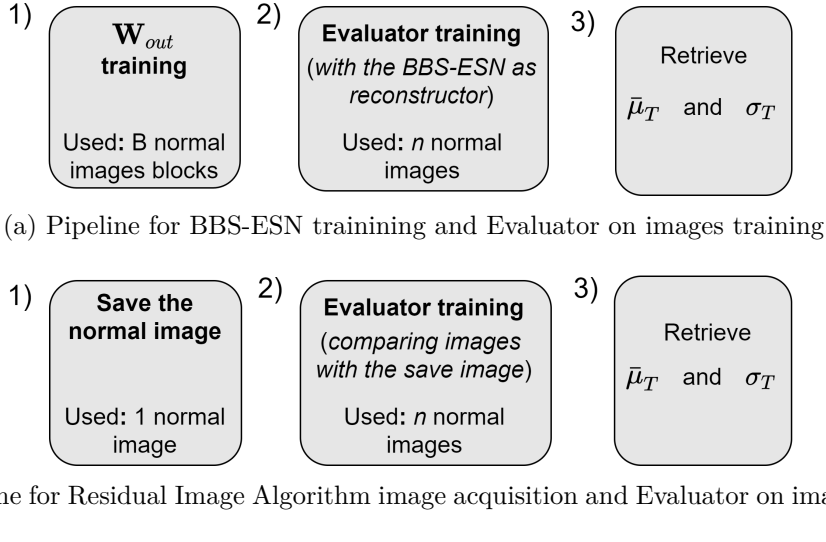 1)
W_out
training
Used: B normal
images blocks
2)
Evaluator training
(with the BBS-ESN as
reconstructor)
Used: n normal
images
3)
Retrieve
μ̄_T and σ_T
(a) Pipeline for BBS-ESN trainining and Evaluator on images training
1)
Save the
normal image
Used: 1 normal
image
2)
Evaluator training
(comparing images
with the save image)
Used: n normal
images
3)
Retrieve
μ̄_T and σ_T
for Residual Image Algorithm image acquisition and Evaluator on